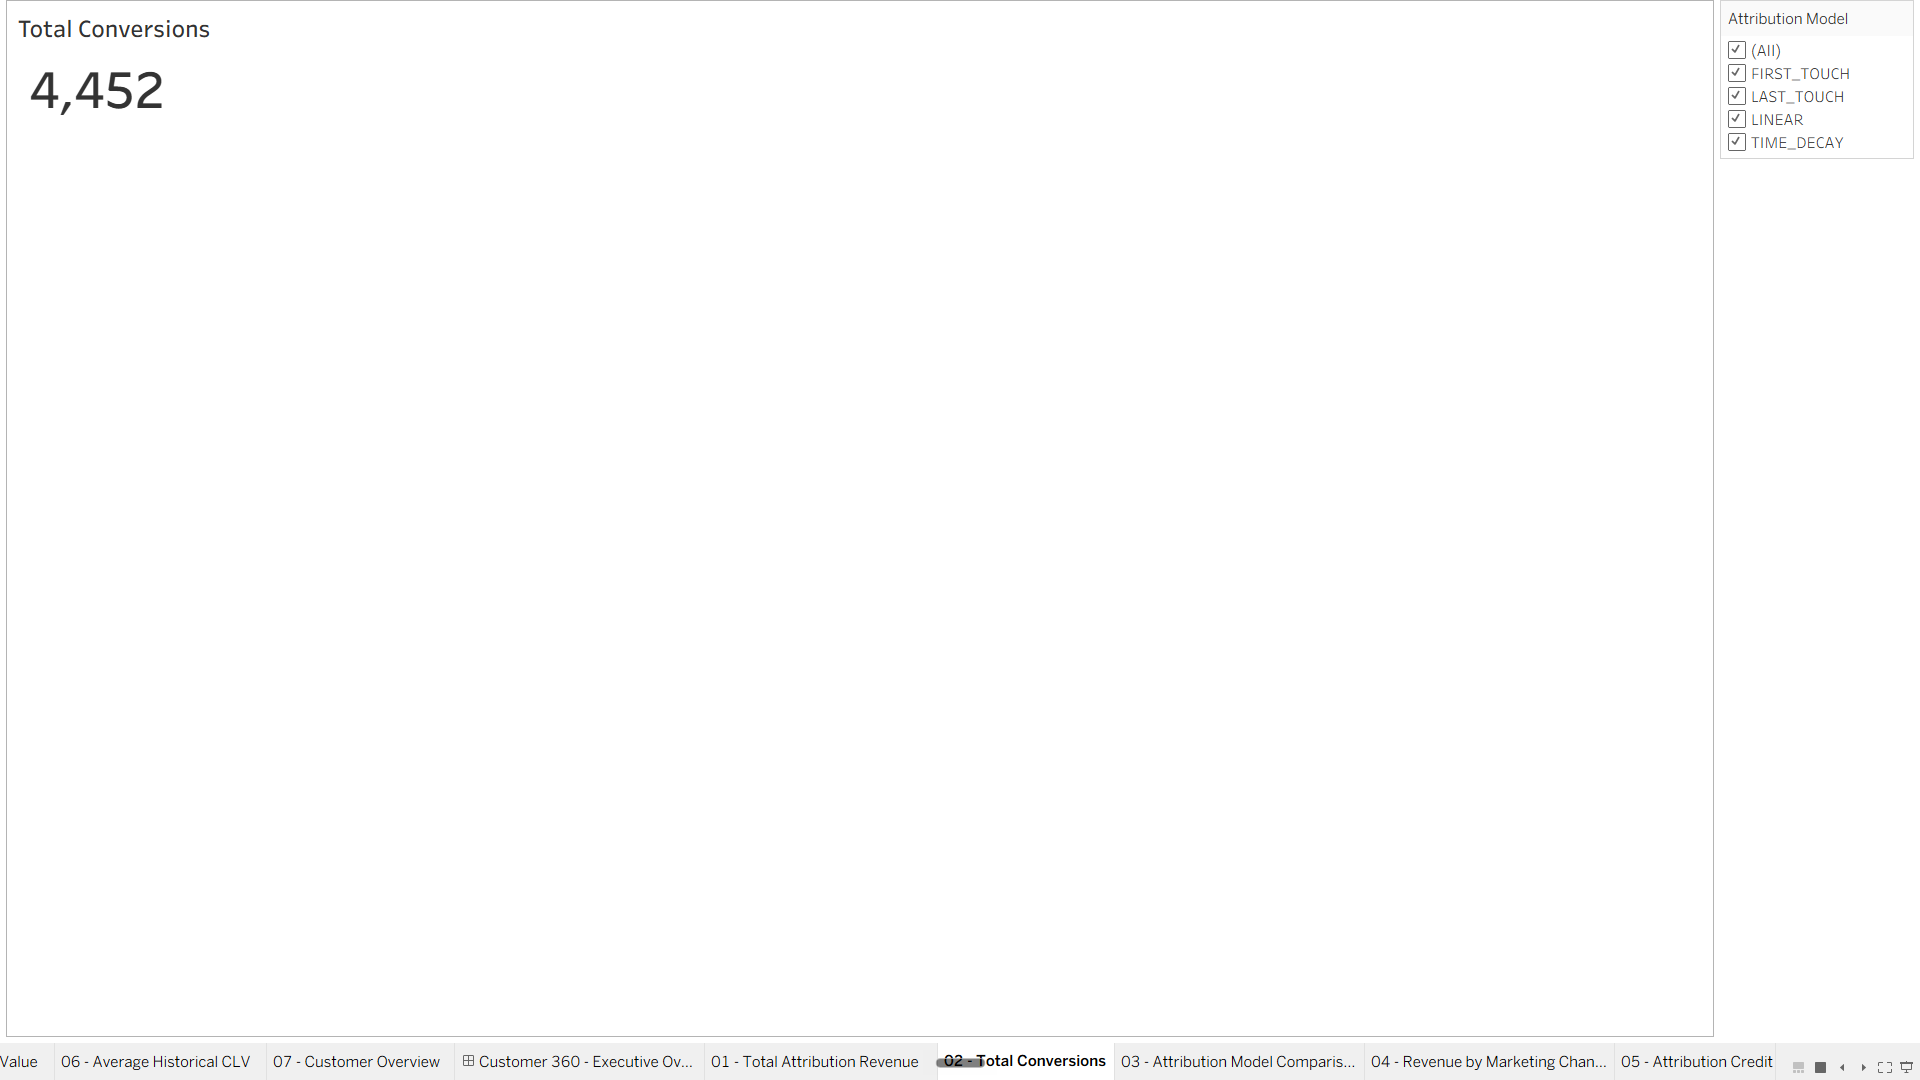 Total Conversions
4,452
Attribution Model
(All)
FIRST_TOUCH
LAST_TOUCH
LINEAR
TIME_DECAY
Value
06 - Average Historical CLV
07 - Customer Overview
Customer 360 - Executive Ov...
01 - Total Attribution Revenue
02 - Total Conversions
03 - Attribution Model Comparis...
04 - Revenue by Marketing Chan...
05 - Attribution Credit